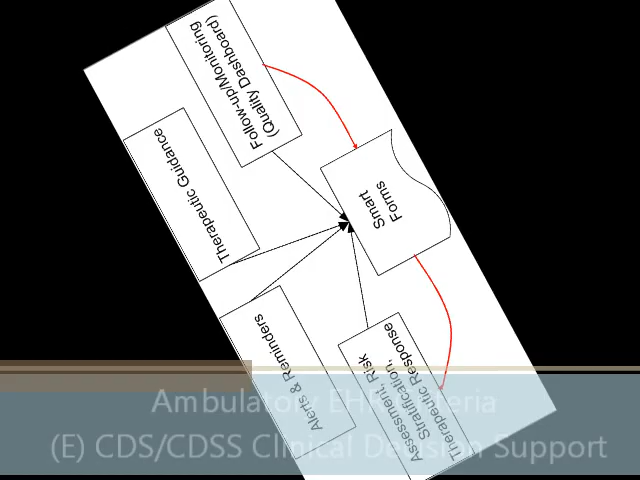 Follow-up/Monitoring
(Quality Dashboard)
Therapeutic Guidance
Smart
Forms
Alerts & Reminders
Assessment, Risk
Stratification,
Therapeutic Response
Ambulatory EHR Criteria
(E) CDS/CDSS Clinical Decision Support